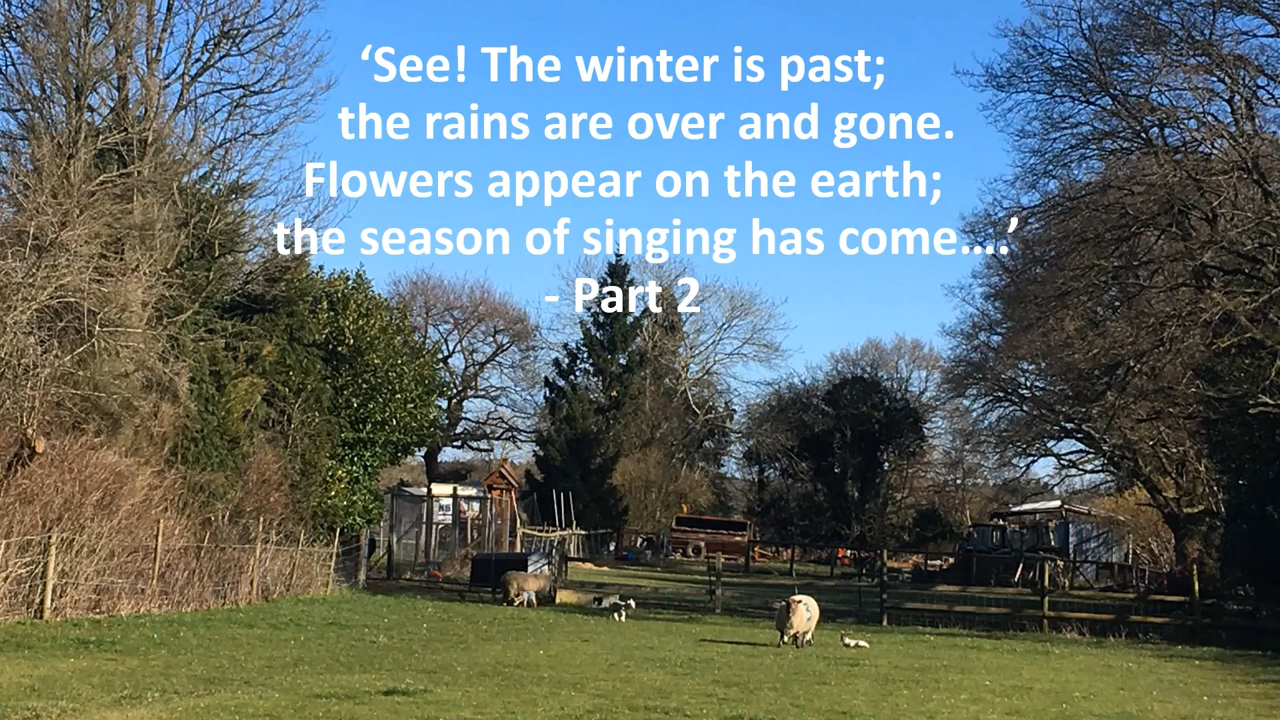 ‘See! The winter is past;
the rains are over and gone.
Flowers appear on the earth;
the season of singing has come….’
- Part 2